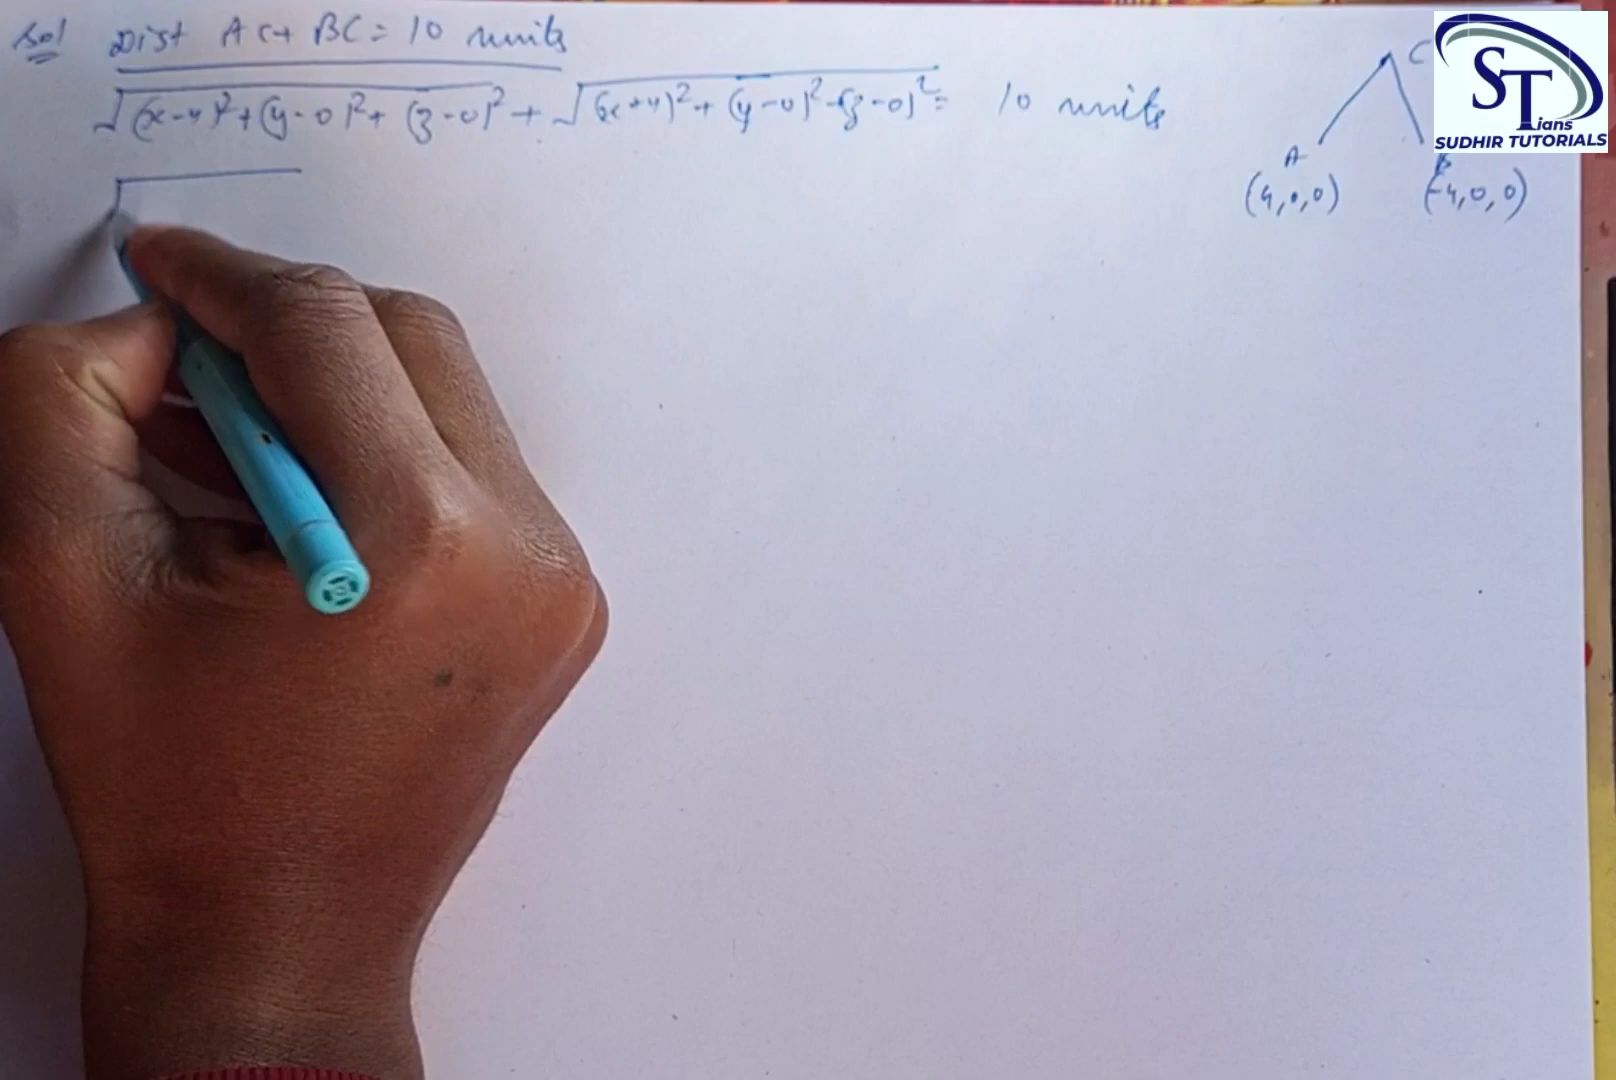 Sol Dist AC+ BC = 10 units
√(x-4)²+(y-0)²+(z-0)² + √(x+4)²+(y-0)²+(z-0)² = 10 units
C
A
B
(4,0,0)
(-4,0,0)
ST
ians
SUDHIR TUTORIALS